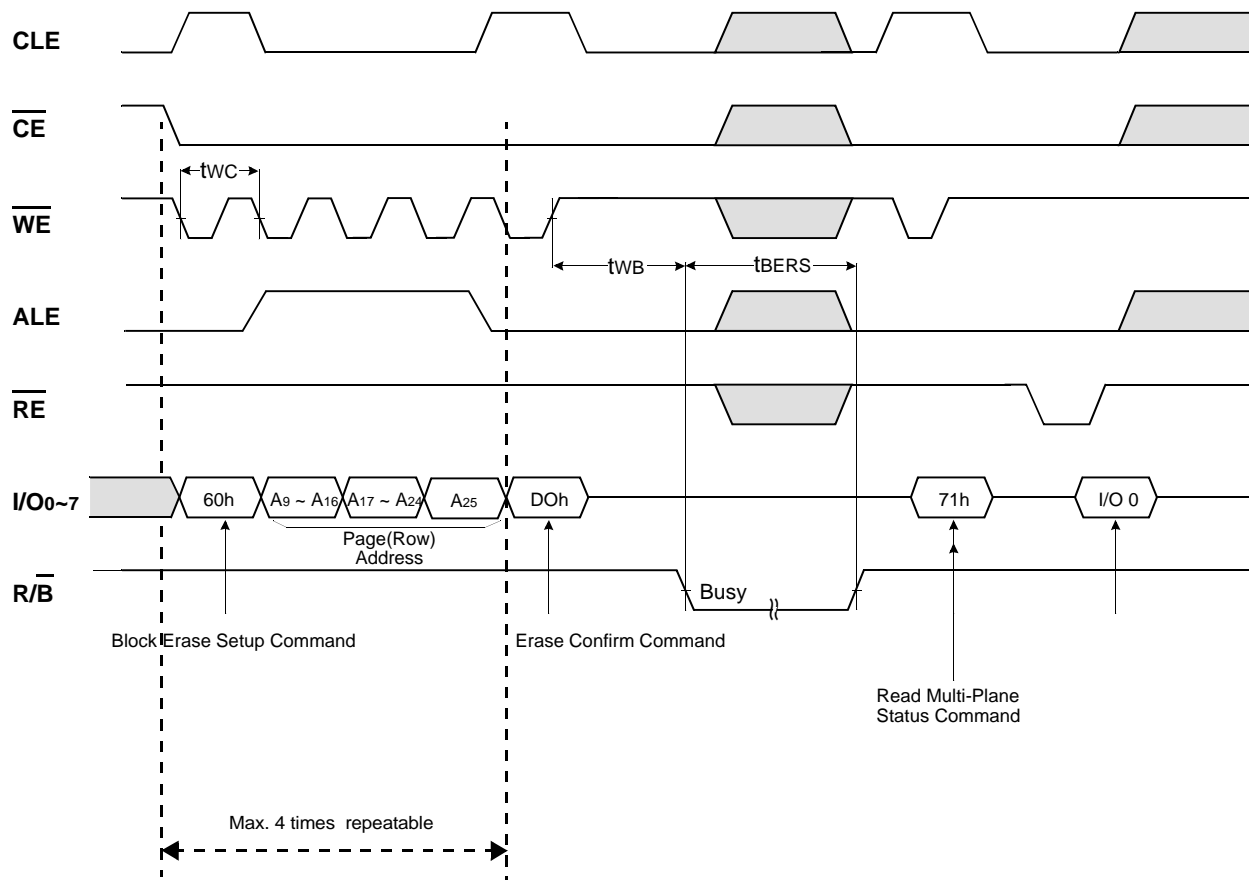 CLE
CE
tWC
WE
tWB
tBERS
ALE
RE
I/O0~7
60h
A9 ~ A16
A17 ~ A24
A25
DOh
71h
I/O 0
Page(Row)
Address
R/B
Busy
Block Erase Setup Command
Erase Confirm Command
Read Multi-Plane
Status Command
Max. 4 times repeatable